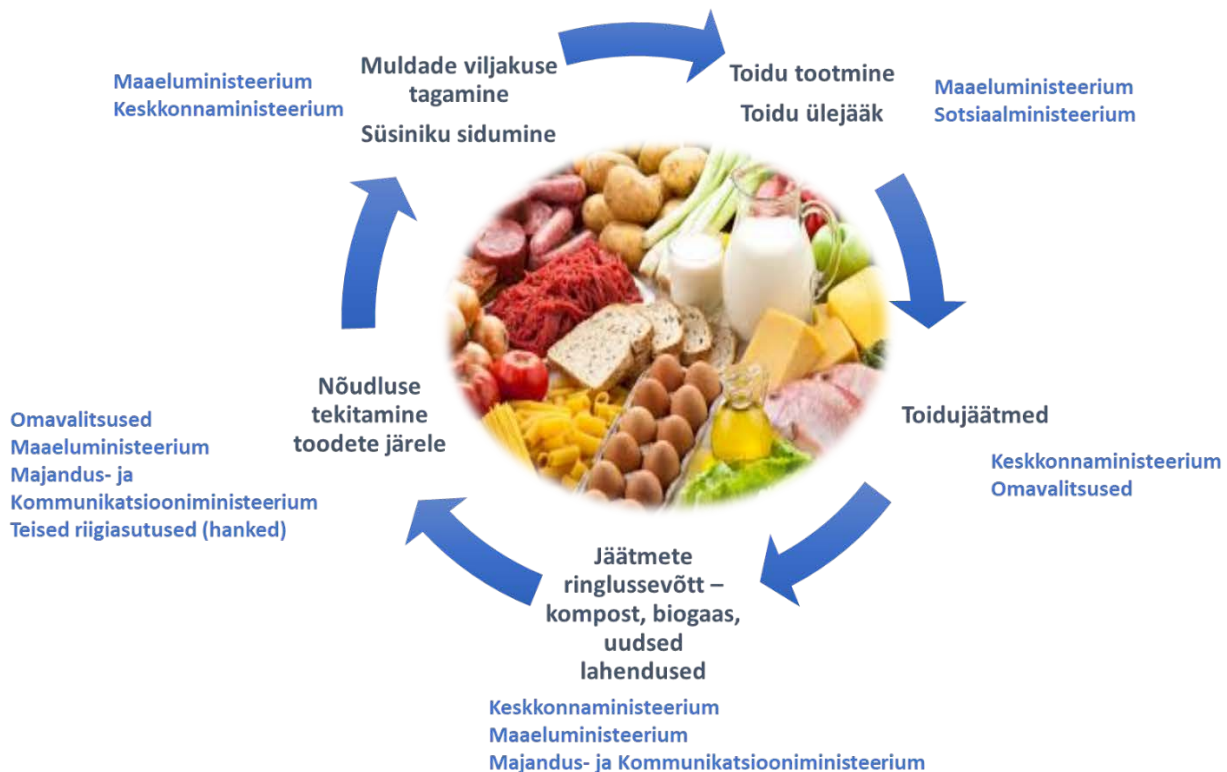 Muldade viljakuse
tagamine
Süsiniku sidumine
Maaeluministeerium
Keskkonnaministeerium
Toidu tootmine
Toidu ülejääk
Maaeluministeerium
Sotsiaalministeerium
Toidujäätmed
Keskkonnaministeerium
Omavalitsused
Jäätmete
ringlussevõtt –
kompost, biogaas,
uudsed
lahendused
Keskkonnaministeerium
Maaeluministeerium
Majandus- ja Kommunikatsiooniministeerium
Nõudluse
tekitamine
toodete järele
Omavalitsused
Maaeluministeerium
Majandus- ja
Kommunikatsiooniministeerium
Teised riigiasutused (hanked)